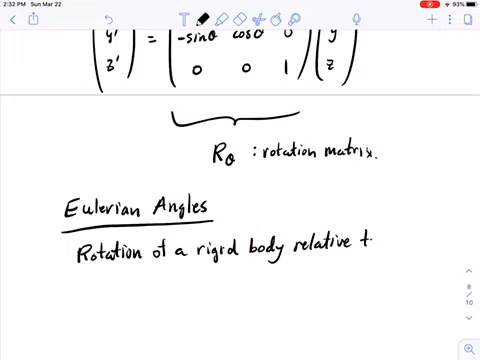 2:32 PM Sun Mar 22
93%
y' = -sinθ cosθ 0 y
z' 0 0 1 z
R_θ : rotation matrix.
Eulerian Angles
Rotation of a rigid body relative t
8
/
10